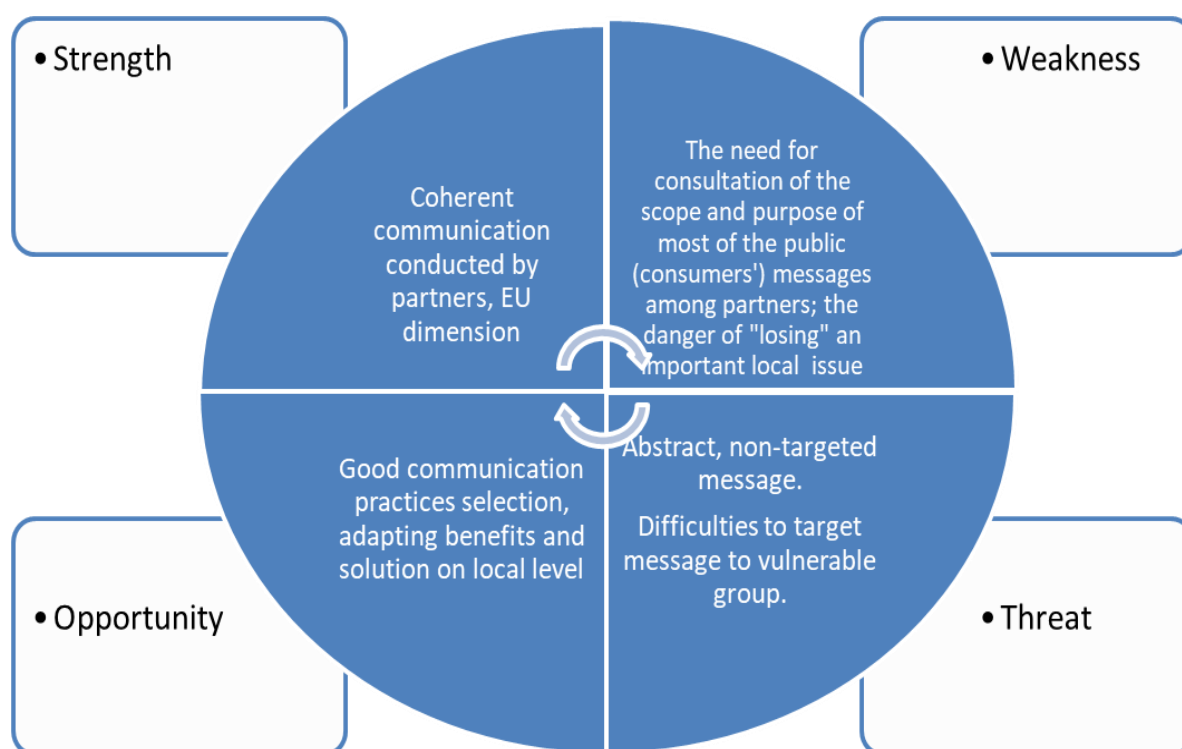 • Strength
Coherent
communication
conducted by
partners, EU
dimension
• Weakness
The need for
consultation of the
scope and purpose of
most of the public
(consumers') messages
among partners; the
danger of "losing" an
important local issue
Good communication
practices selection,
adapting benefits and
solution on local level
• Opportunity
Abstract, non-targeted
message.
Difficulties to target
message to vulnerable
group.
• Threat